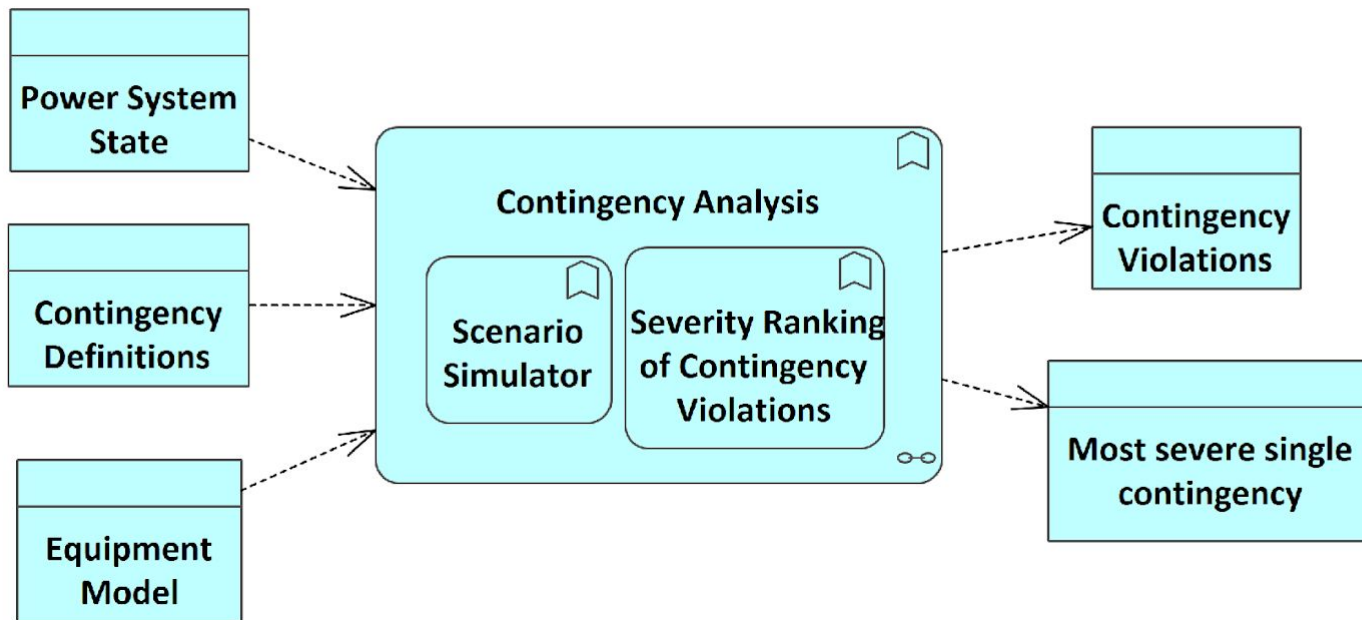 Power System
State
Contingency
Definitions
Equipment
Model
Contingency Analysis
Scenario
Simulator
Severity Ranking
of Contingency
Violations
Contingency
Violations
Most severe single
contingency